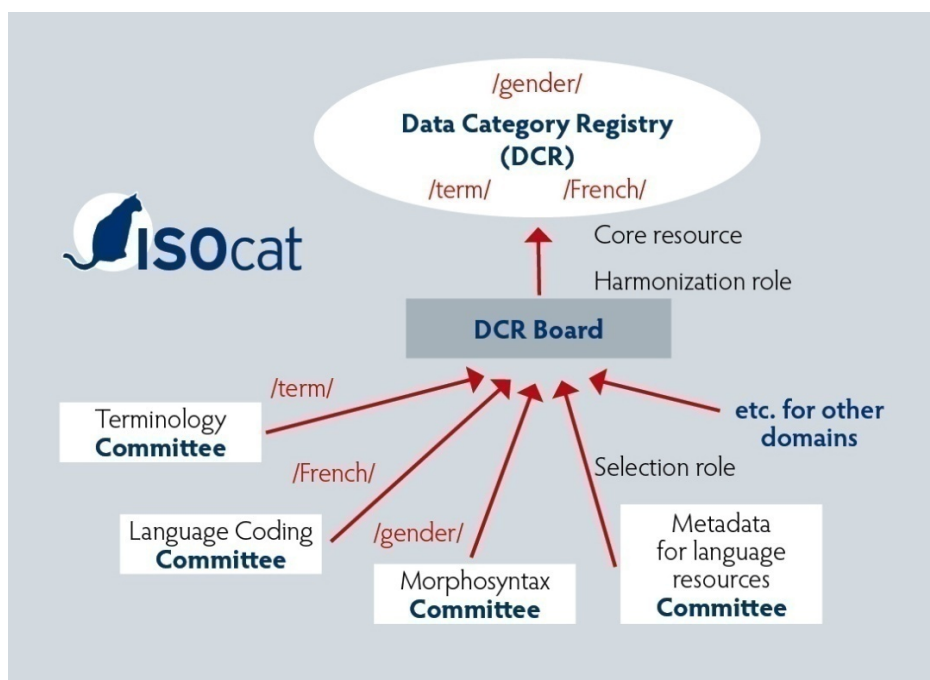 /gender/
Data Category Registry
(DCR)
/term/ /French/
ISOcat
Core resource
Harmonization role
DCR Board
/term/
Terminology
Committee
etc. for other
domains
/French/
Selection role
Language Coding
Committee
/gender/
Morphosyntax
Committee
Metadata
for language
resources
Committee